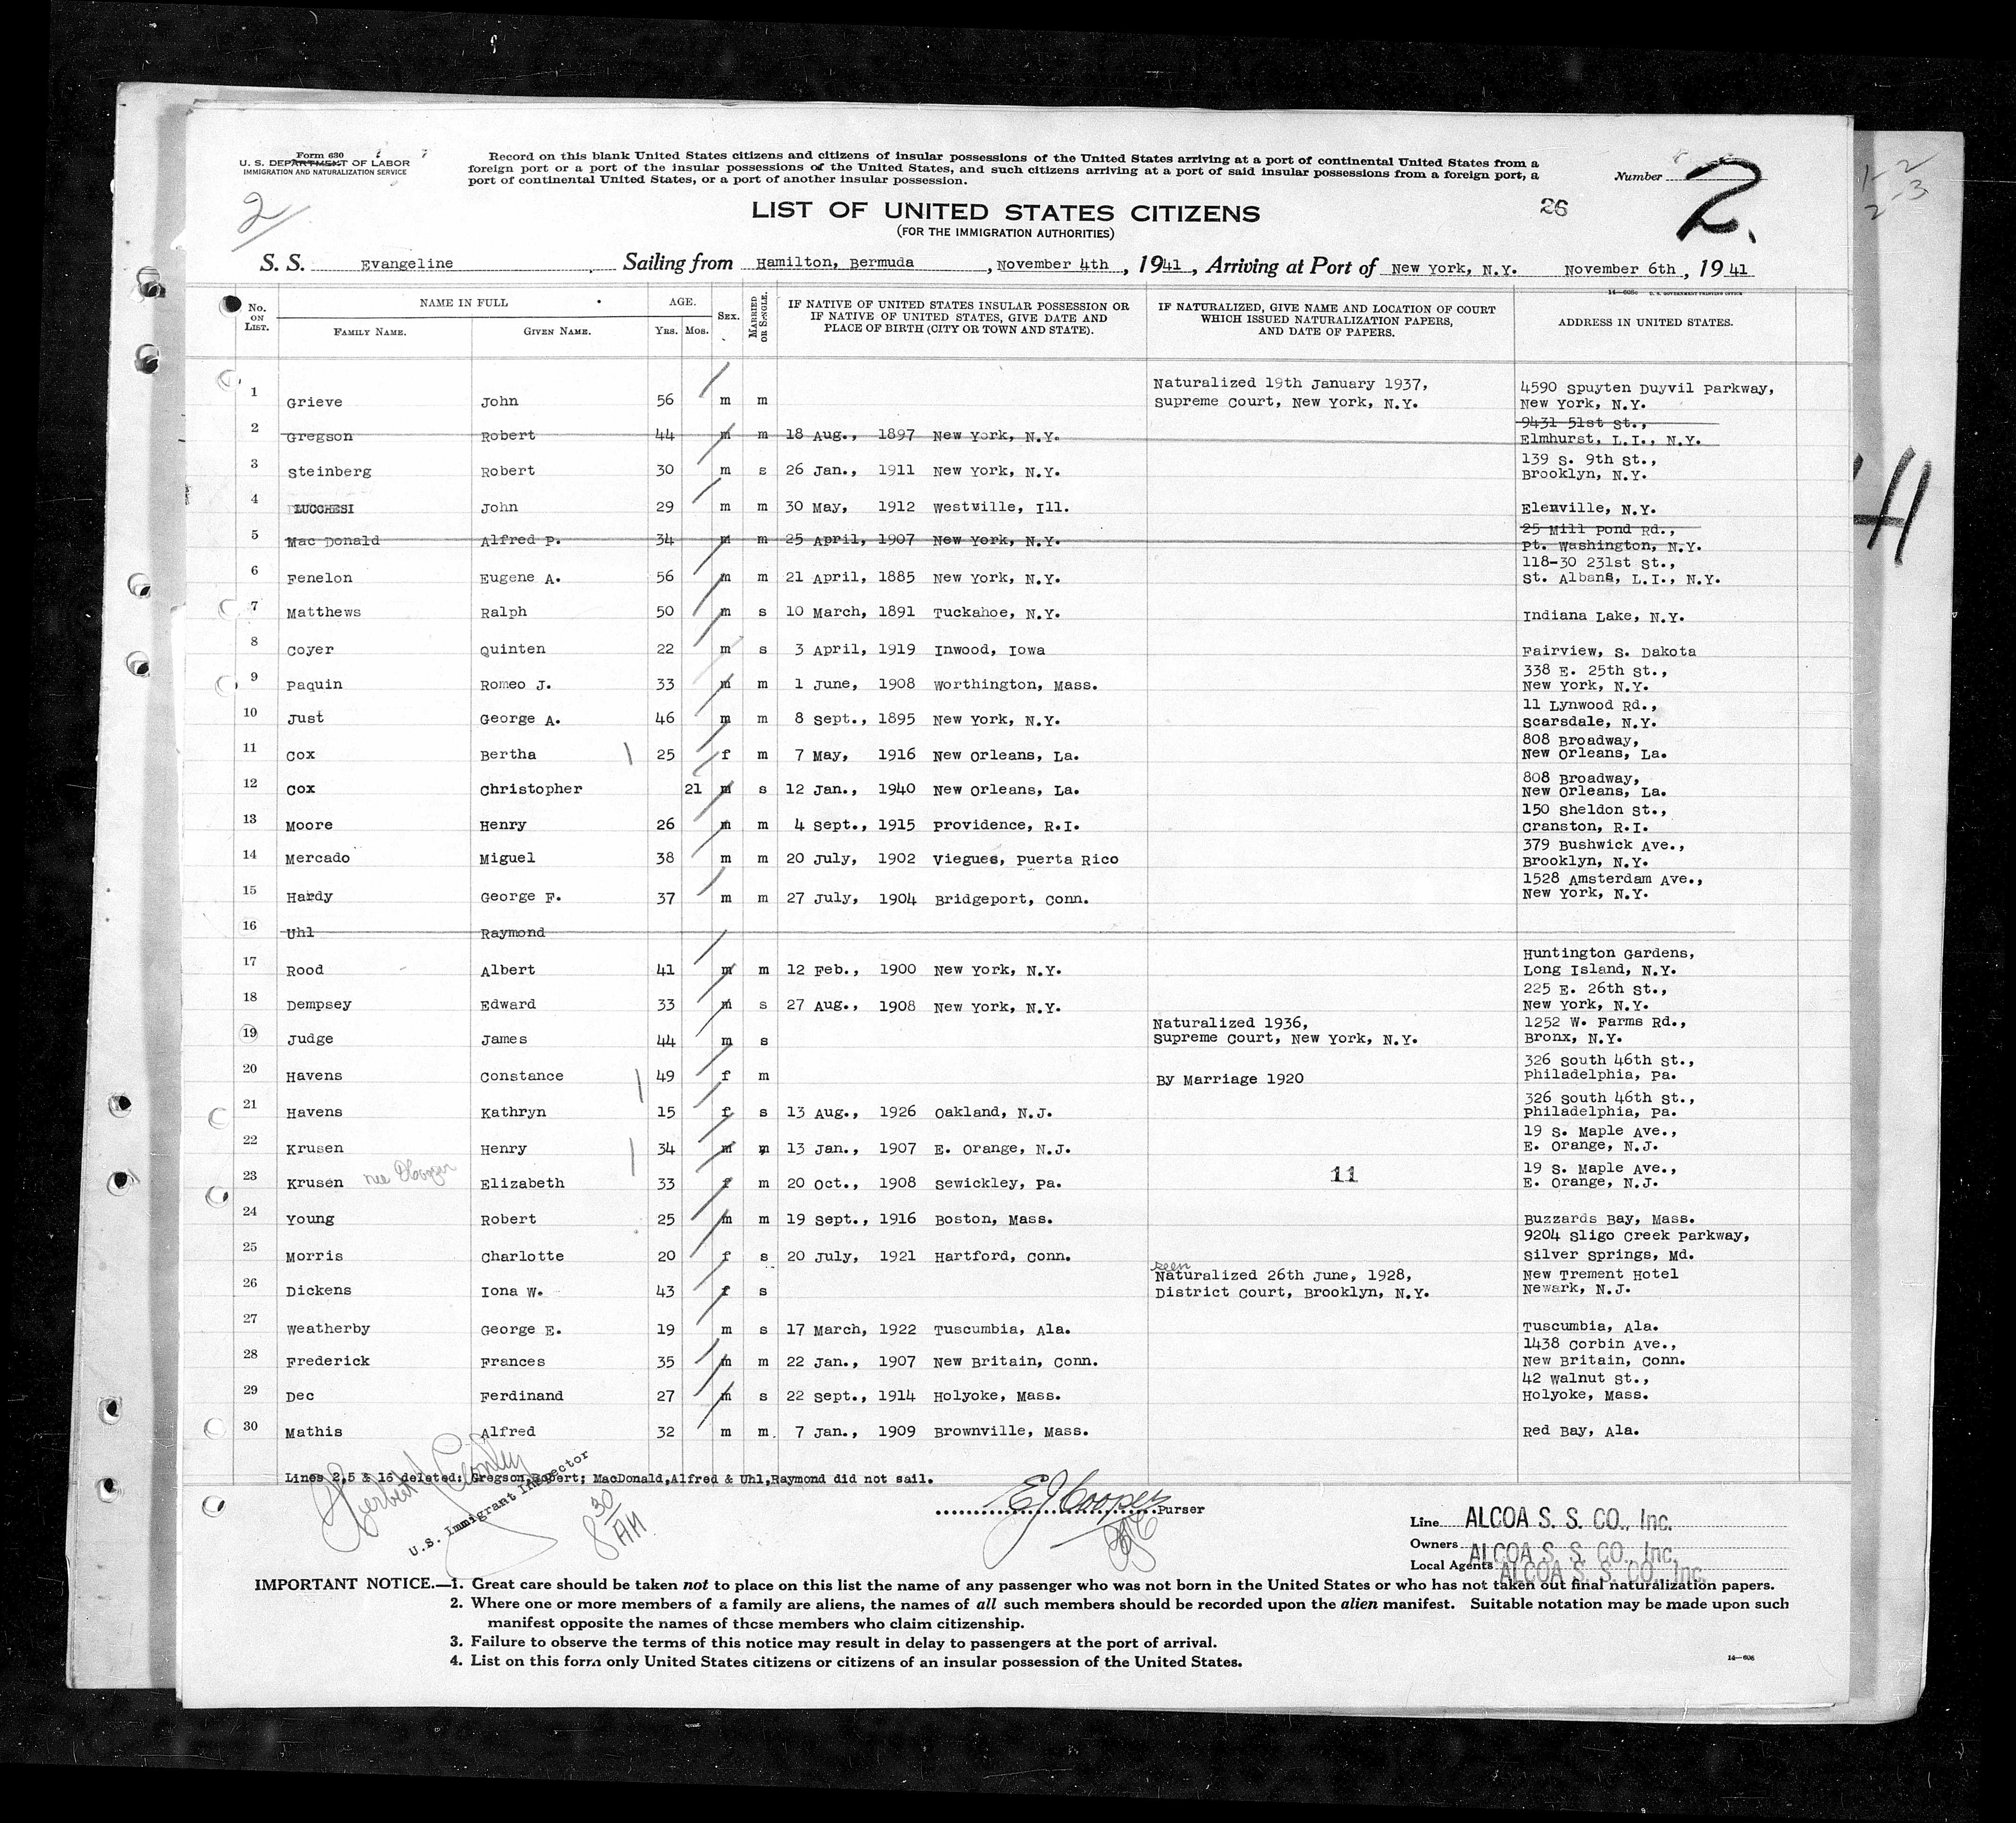 Form 630
U. S. DEPARTMENT OF LABOR
IMMIGRATION AND NATURALIZATION SERVICE
Record on this blank United States citizens and citizens of insular possessions of the United States arriving at a port of continental United States from a
foreign port or a port of the insular possessions of the United States, and such citizens arriving at a port of said insular possessions from a foreign port, a
port of continental United States, or a port of another insular possession.
Number 2.
1-2
2-3
2
26
LIST OF UNITED STATES CITIZENS
(FOR THE IMMIGRATION AUTHORITIES)
S. S. Evangeline Sailing from Hamilton, Bermuda, November 4th, 1941, Arriving at Port of New York, N.Y. November 6th, 1941
14—608c U. S. GOVERNMENT PRINTING OFFICE
No. ON LIST. NAME IN FULL FAMILY NAME. GIVEN NAME. AGE. YRS. MOS. SEX. MARRIED OR SINGLE. IF NATIVE OF UNITED STATES INSULAR POSSESSION OR IF NATIVE OF UNITED STATES, GIVE DATE AND PLACE OF BIRTH (CITY OR TOWN AND STATE). IF NATURALIZED, GIVE NAME AND LOCATION OF COURT WHICH ISSUED NATURALIZATION PAPERS, AND DATE OF PAPERS. ADDRESS IN UNITED STATES.
1 Grieve John 56 m m Naturalized 19th January 1937, Supreme Court, New York, N.Y. 4590 Spuyten Duyvil Parkway, New York, N.Y.
2 Gregson Robert 44 m m 18 Aug., 1897 New York, N.Y. 9431 51st St., Elmhurst, L.I., N.Y.
3 Steinberg Robert 30 m s 26 Jan., 1911 New York, N.Y. 139 S. 9th St., Brooklyn, N.Y.
4 LUCCHESI John 29 m m 30 May, 1912 Westville, Ill. Elenville, N.Y.
5 Mac Donald Alfred P. 34 m m 25 April, 1907 New York, N.Y. 25 Mill Pond Rd., Pt. Washington, N.Y.
6 Fenelon Eugene A. 56 m m 21 April, 1885 New York, N.Y. 118-30 231st St., St. Albans, L.I., N.Y.
7 Matthews Ralph 50 m s 10 March, 1891 Tuckahoe, N.Y. Indiana Lake, N.Y.
8 Coyer Quinten 22 m s 3 April, 1919 Inwood, Iowa Fairview, S. Dakota
9 Paquin Romeo J. 33 m m 1 June, 1908 Worthington, Mass. 338 E. 25th St., New York, N.Y.
10 Just George A. 46 m m 8 Sept., 1895 New York, N.Y. 11 Lynwood Rd., Scarsdale, N.Y.
11 Cox Bertha 25 f m 7 May, 1916 New Orleans, La. 808 Broadway, New Orleans, La.
12 Cox Christopher 21 m s 12 Jan., 1940 New Orleans, La. 808 Broadway, New Orleans, La.
13 Moore Henry 26 m m 4 Sept., 1915 Providence, R.I. 150 Sheldon St., Cranston, R.I.
14 Mercado Miguel 38 m m 20 July, 1902 Viegues, Puerta Rico 379 Bushwick Ave., Brooklyn, N.Y.
15 Hardy George F. 37 m m 27 July, 1904 Bridgeport, Conn. 1528 Amsterdam Ave., New York, N.Y.
16 Uhl Raymond
17 Rood Albert 41 m m 12 Feb., 1900 New York, N.Y. Huntington Gardens, Long Island, N.Y.
18 Dempsey Edward 33 m s 27 Aug., 1908 New York, N.Y. 225 E. 26th St., New York, N.Y.
19 Judge James 44 m s Naturalized 1936, Supreme Court, New York, N.Y. 1252 W. Farms Rd., Bronx, N.Y.
20 Havens Constance 49 f m By Marriage 1920 326 South 46th St., Philadelphia, Pa.
21 Havens Kathryn 15 f s 13 Aug., 1926 Oakland, N.J. 326 South 46th St., Philadelphia, Pa.
22 Krusen Henry 34 m m 13 Jan., 1907 E. Orange, N.J. 19 S. Maple Ave., E. Orange, N.J.
23 Krusen nee Elizabeth 33 f m 20 Oct., 1908 Sewickley, Pa. 11 19 S. Maple Ave., E. Orange, N.J.
24 Young Robert 25 m m 19 Sept., 1916 Boston, Mass. Buzzards Bay, Mass.
25 Morris Charlotte 20 f s 20 July, 1921 Hartford, Conn. 9204 Sligo Creek Parkway, Silver Springs, Md.
26 Dickens Iona W. 43 f s seen Naturalized 26th June, 1928, District Court, Brooklyn, N.Y. New Trement Hotel Newark, N.J.
27 Weatherby George E. 19 m s 17 March, 1922 Tuscumbia, Ala. Tuscumbia, Ala.
28 Frederick Frances 35 m m 22 Jan., 1907 New Britain, Conn. 1438 Corbin Ave., New Britain, Conn.
29 Dec Ferdinand 27 m s 22 Sept., 1914 Holyoke, Mass. 42 Walnut St., Holyoke, Mass.
30 Mathis Alfred 32 m m. 7 Jan., 1909 Brownville, Mass. Red Bay, Ala.
Lines 2,5 & 16 deleted: Gregson,Robert; MacDonald,Alfred & Uhl,Raymond did not sail.
U.S. Immigrant Inspector
8 30 AM
E J Cooper Purser
Line ALCOA S. S. CO., Inc.
Owners ALCOA S. S. CO., Inc.
Local Agents ALCOA S. S. CO., Inc.
IMPORTANT NOTICE.—1. Great care should be taken not to place on this list the name of any passenger who was not born in the United States or who has not taken out final naturalization papers.
2. Where one or more members of a family are aliens, the names of all such members should be recorded upon the alien manifest. Suitable notation may be made upon such
manifest opposite the names of those members who claim citizenship.
3. Failure to observe the terms of this notice may result in delay to passengers at the port of arrival.
4. List on this form only United States citizens or citizens of an insular possession of the United States.
14—608